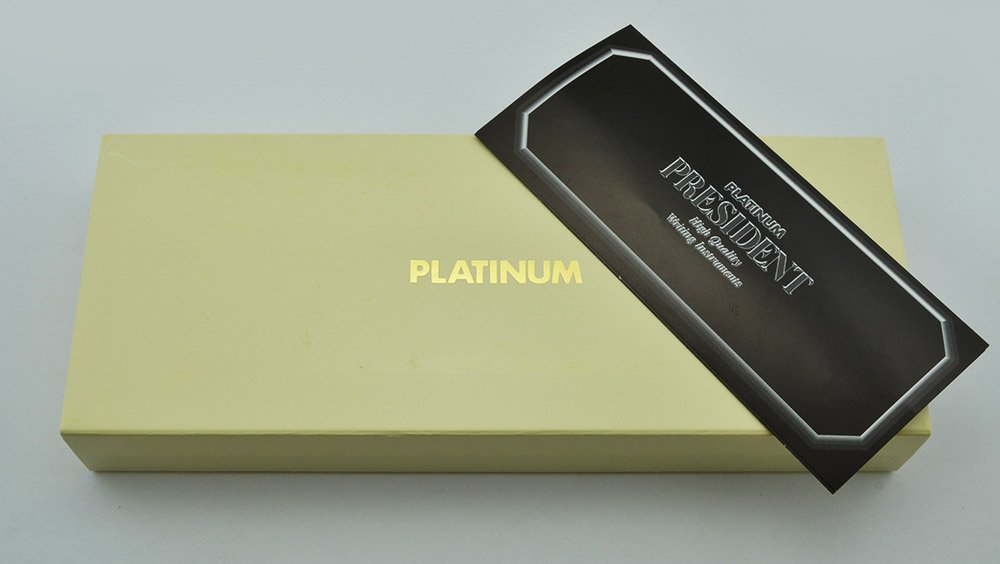 PLATINUM
PLATINUM
PRESIDENT
High Quality
Writing Instruments